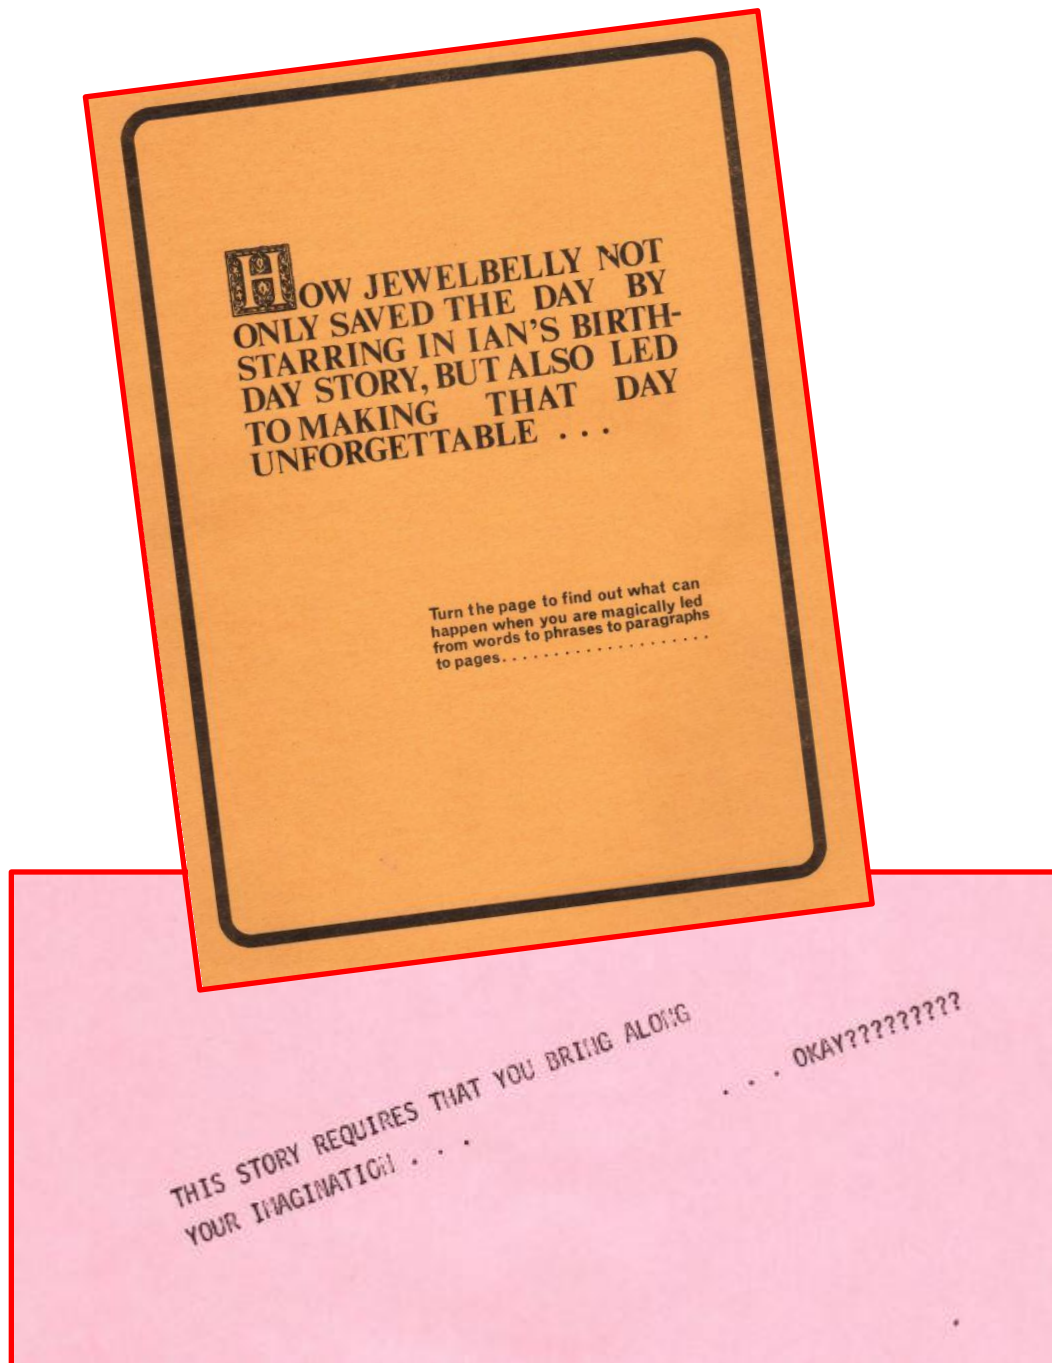 HOW JEWELBELLY NOT
ONLY SAVED THE DAY BY
STARRING IN IAN'S BIRTH-
DAY STORY, BUT ALSO LED
TO MAKING THAT DAY
UNFORGETTABLE . . .
Turn the page to find out what can
happen when you are magically led
from words to phrases to paragraphs
to pages. . . . . . . . . . . . . . . . . . . .
THIS STORY REQUIRES THAT YOU BRING ALONG
YOUR IMAGINATION . . .
. . . OKAY?????????